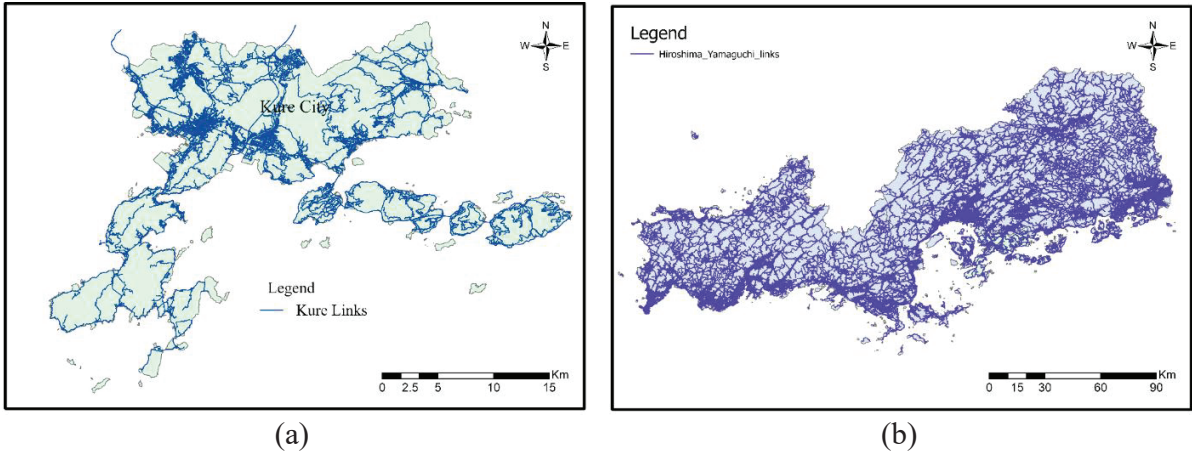 N
W E
S
Kure City
Legend
Kure Links
Km
0 2.5 5 10 15
(a)
Legend
Hiroshima_Yamaguchi_links
N
W E
S
Km
0 15 30 60 90
(b)